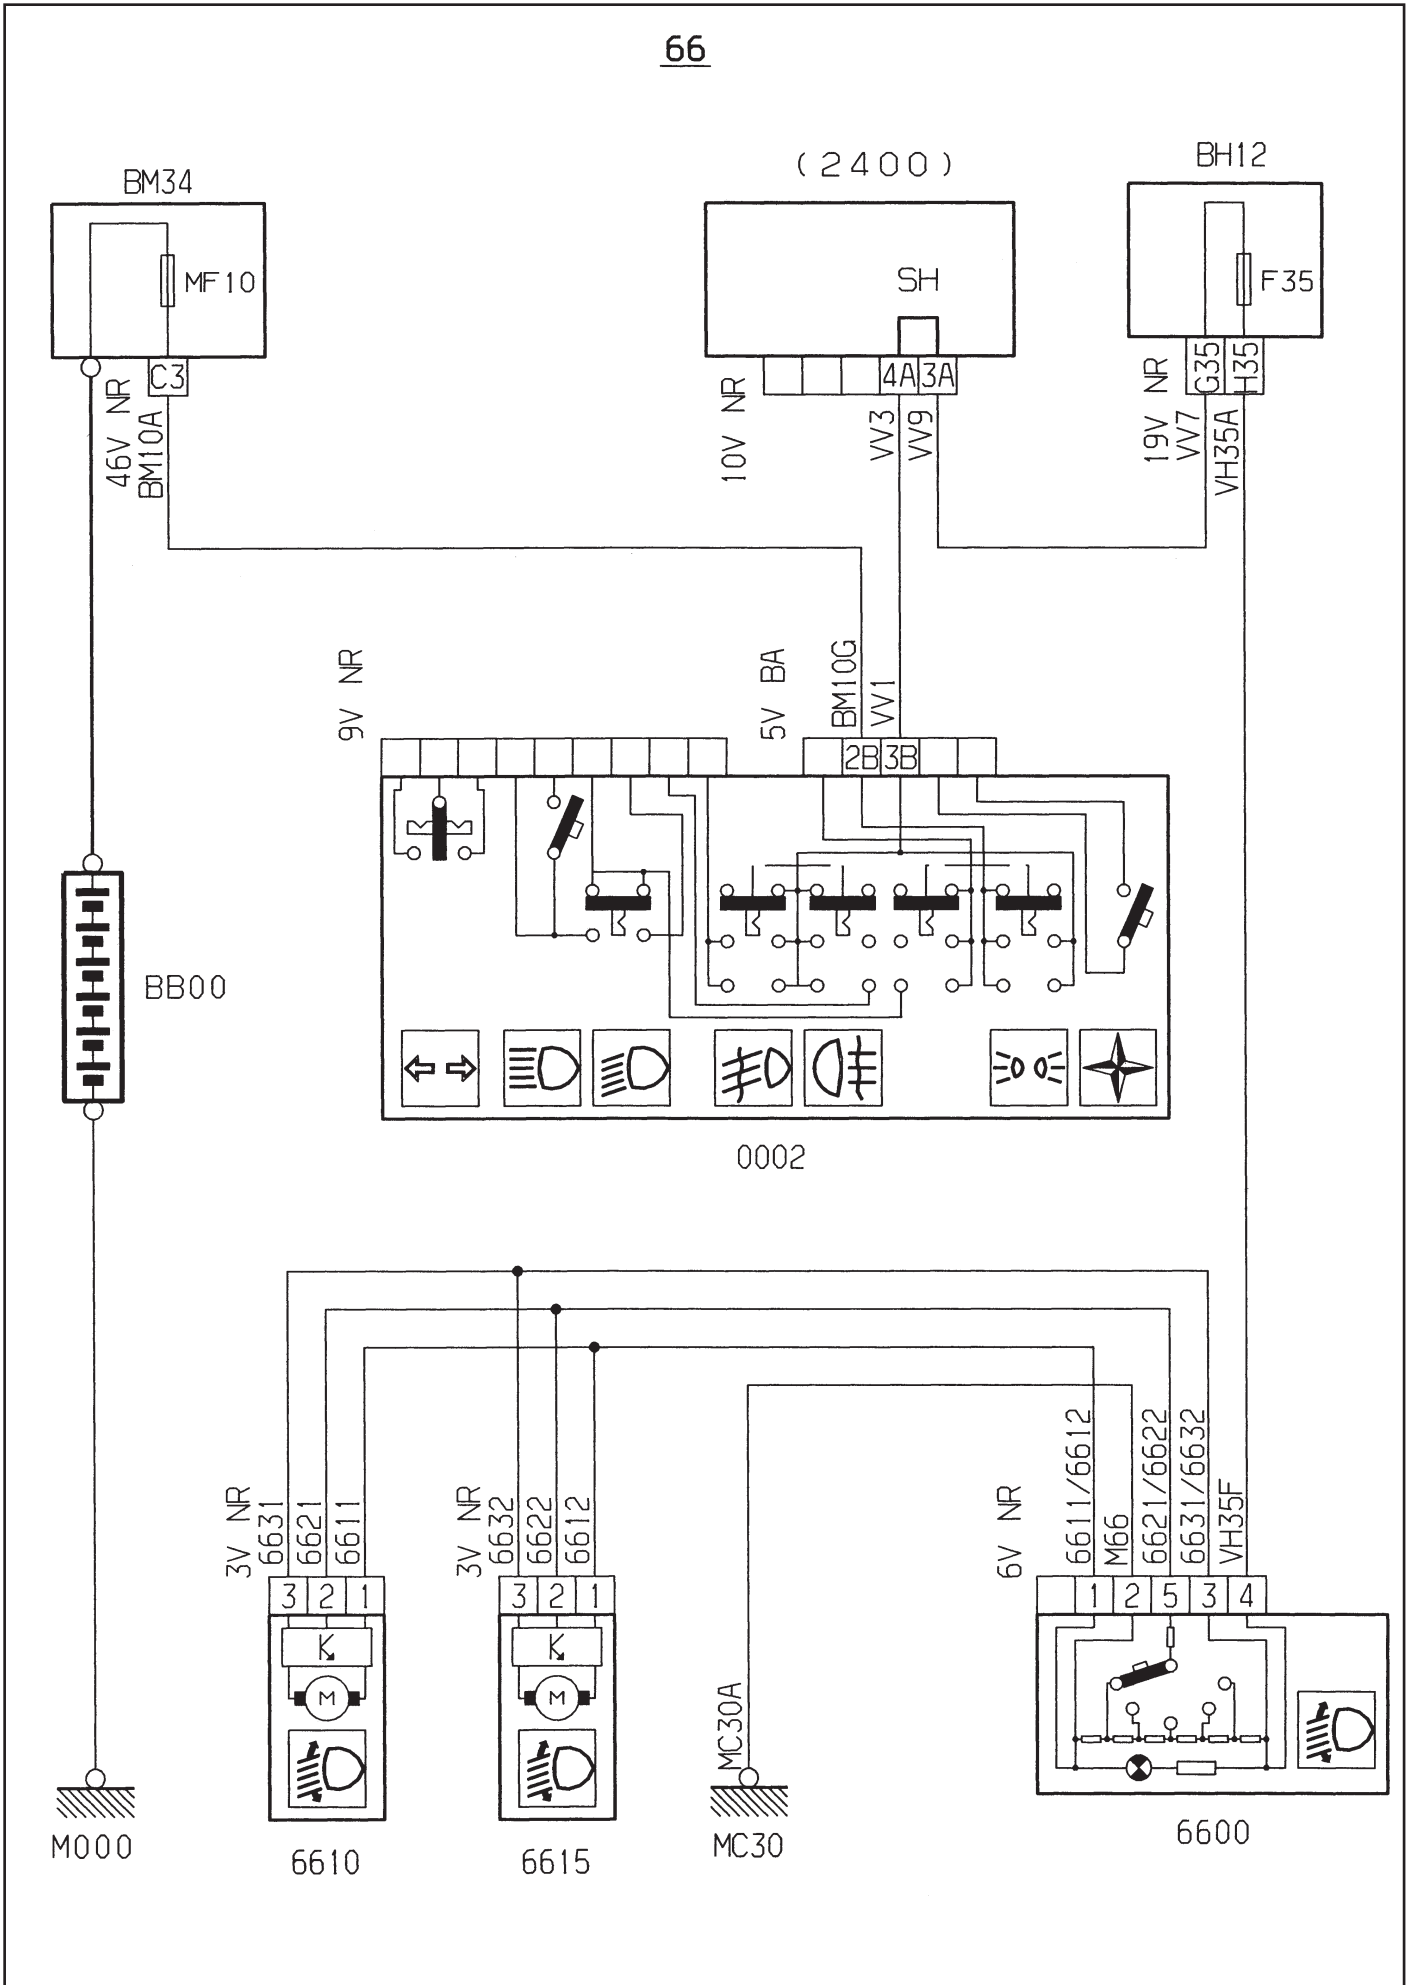 66
BM34
(2400)
BH12
MF10
SH
F35
C3
4A 3A
G35
H35
46V NR
BM10A
10V NR
VV3
VV9
19V NR
VV7
VH35A
9V NR
5V BA
BM10G
VV1
2B 3B
BB00
0002
3V NR
6631
6621
6611
3V NR
6632
6622
6612
6V NR
6611/6612
M66
6621/6622
6631/6632
VH35F
3 2 1
3 2 1
1 2 5 3 4
K
K
M
M
MC30A
M000
6610
6615
MC30
6600